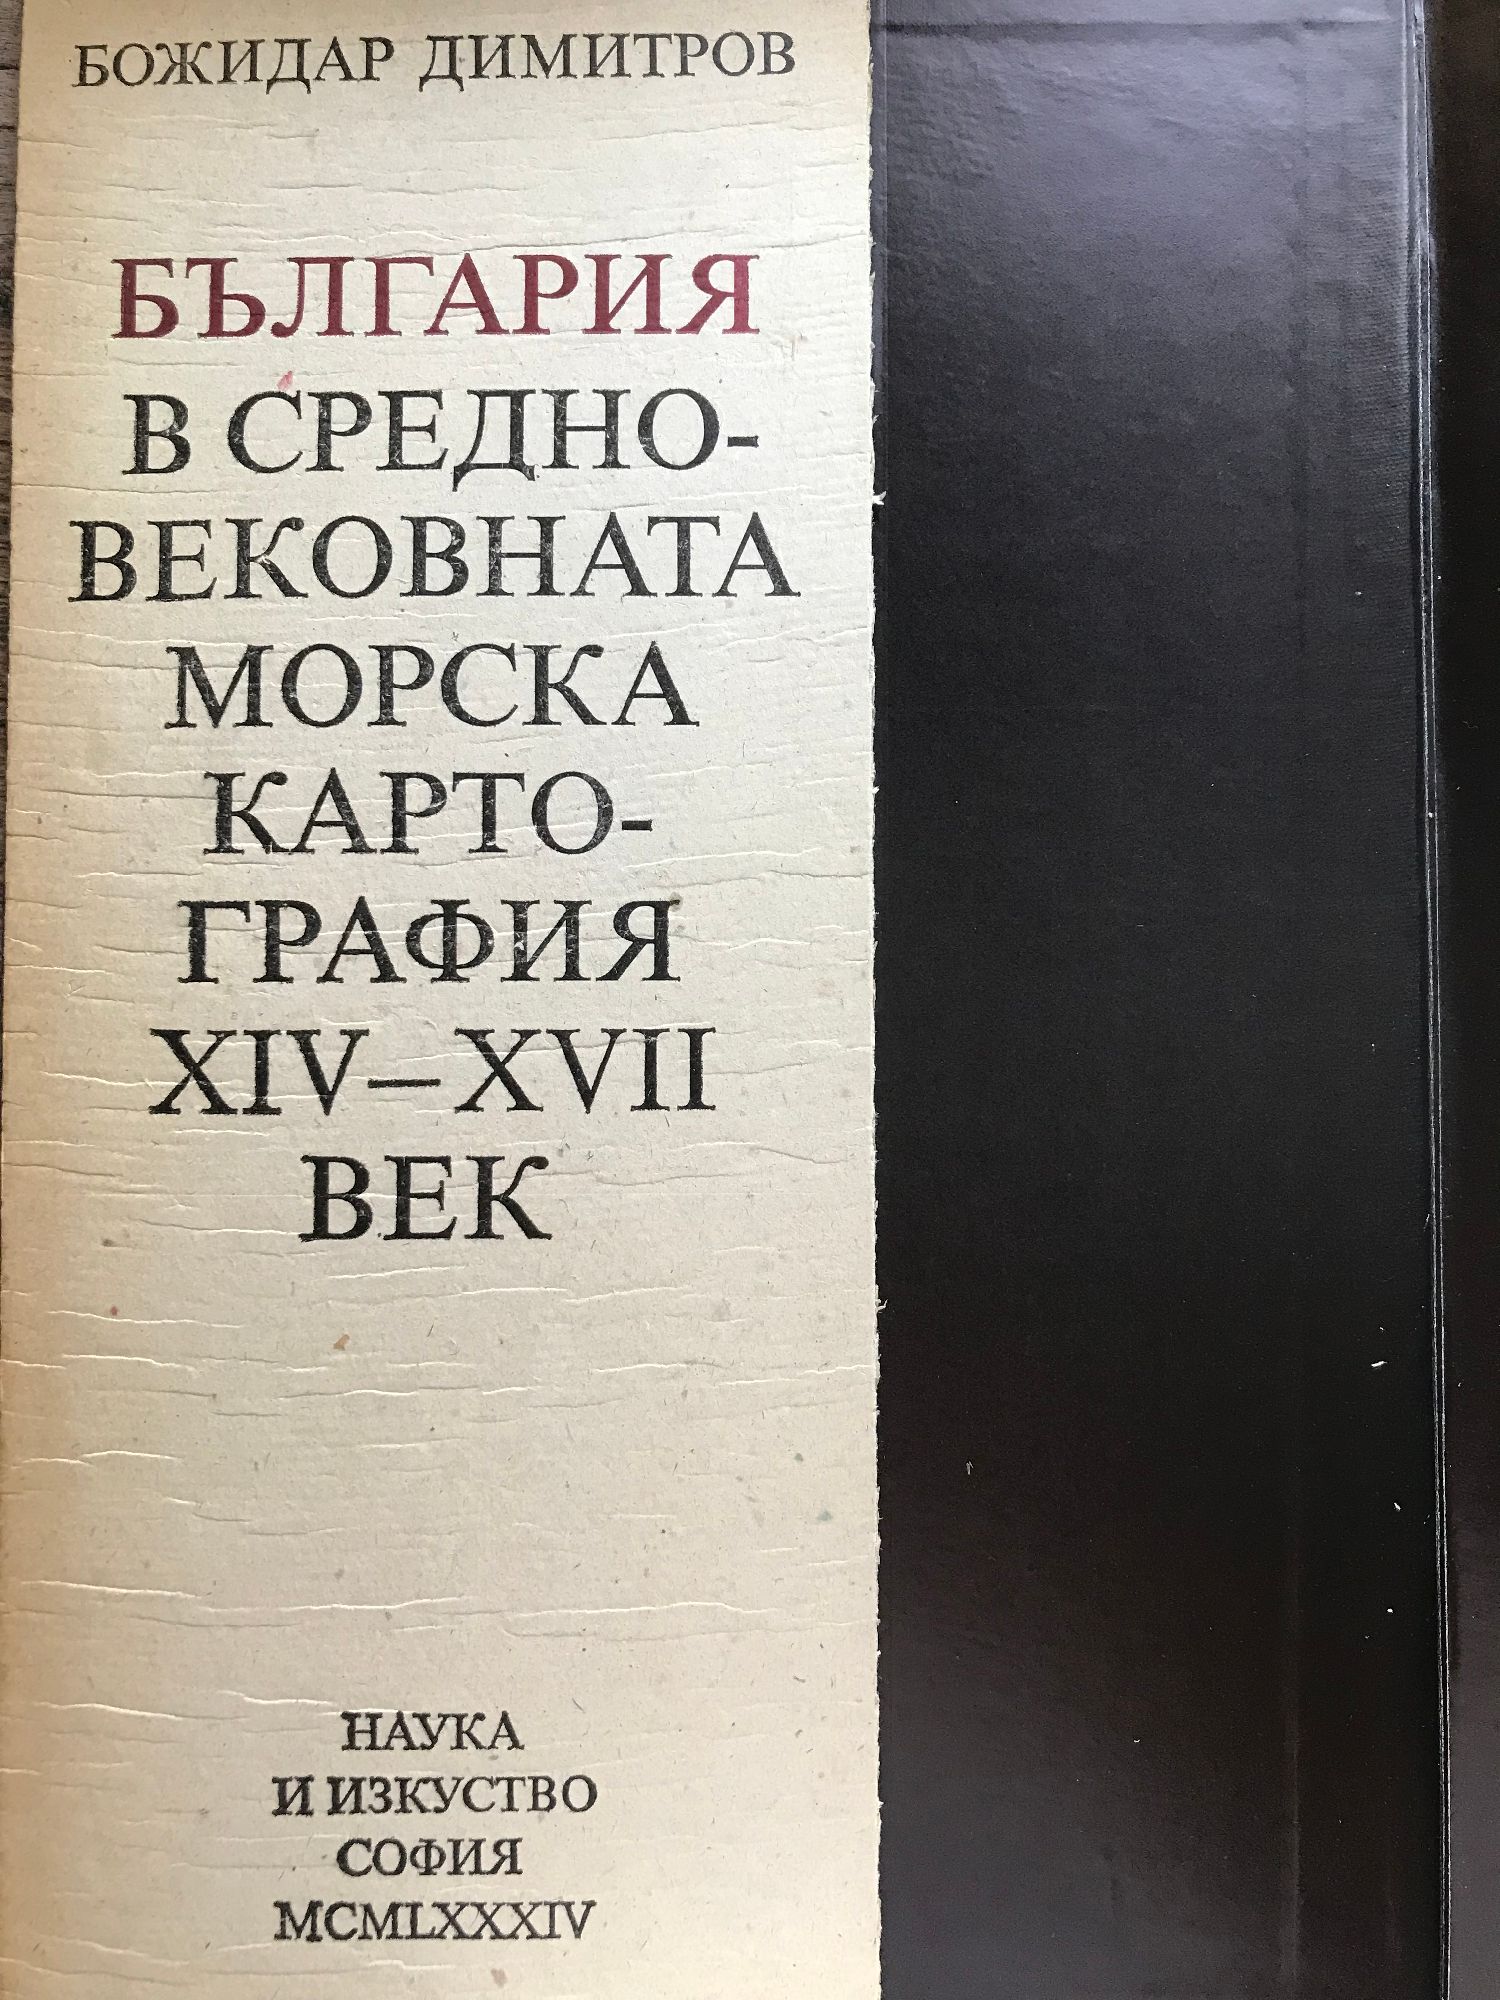 БОЖИДАР ДИМИТРОВ
БЪЛГАРИЯ
В СРЕДНО-
ВЕКОВНАТА
МОРСКА
КАРТО-
ГРАФИЯ
XIV—XVII
ВЕК
НАУКА
И ИЗКУСТВО
СОФИЯ
MCMLXXXIV